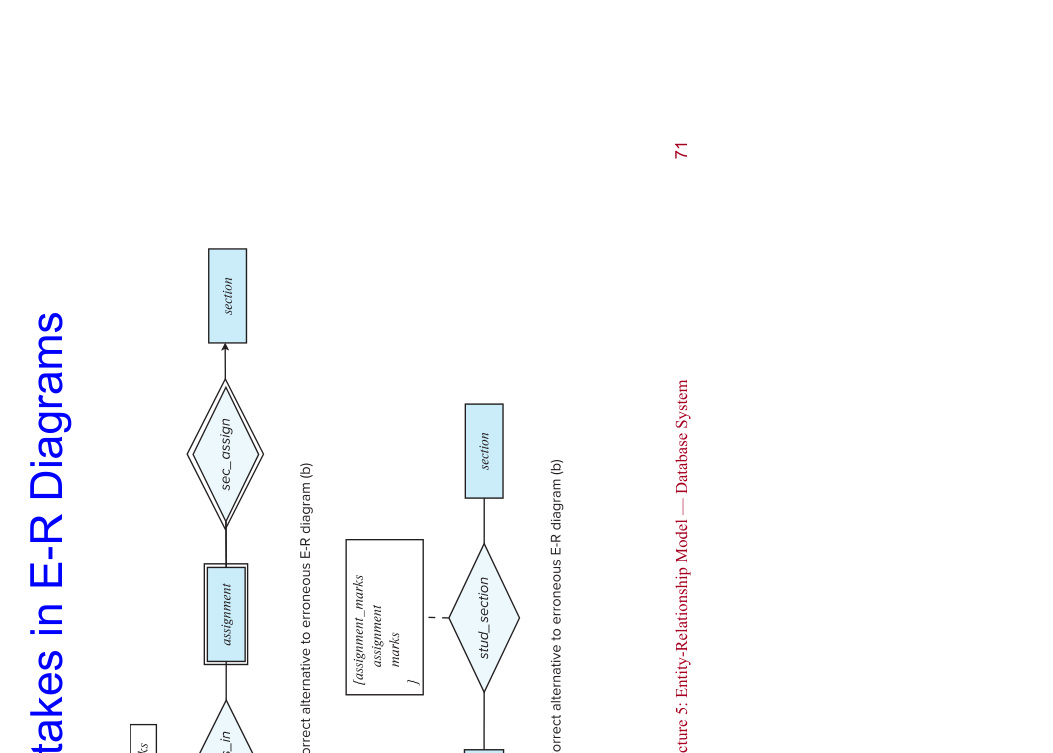 takes in E-R Diagrams
ks
s_in
assignment
sec_assign
section
orrect alternative to erroneous E-R diagram (b)
[assignment_marks
assignment
marks
]
stud_section
section
orrect alternative to erroneous E-R diagram (b)
cture 5: Entity-Relationship Model — Database System
71